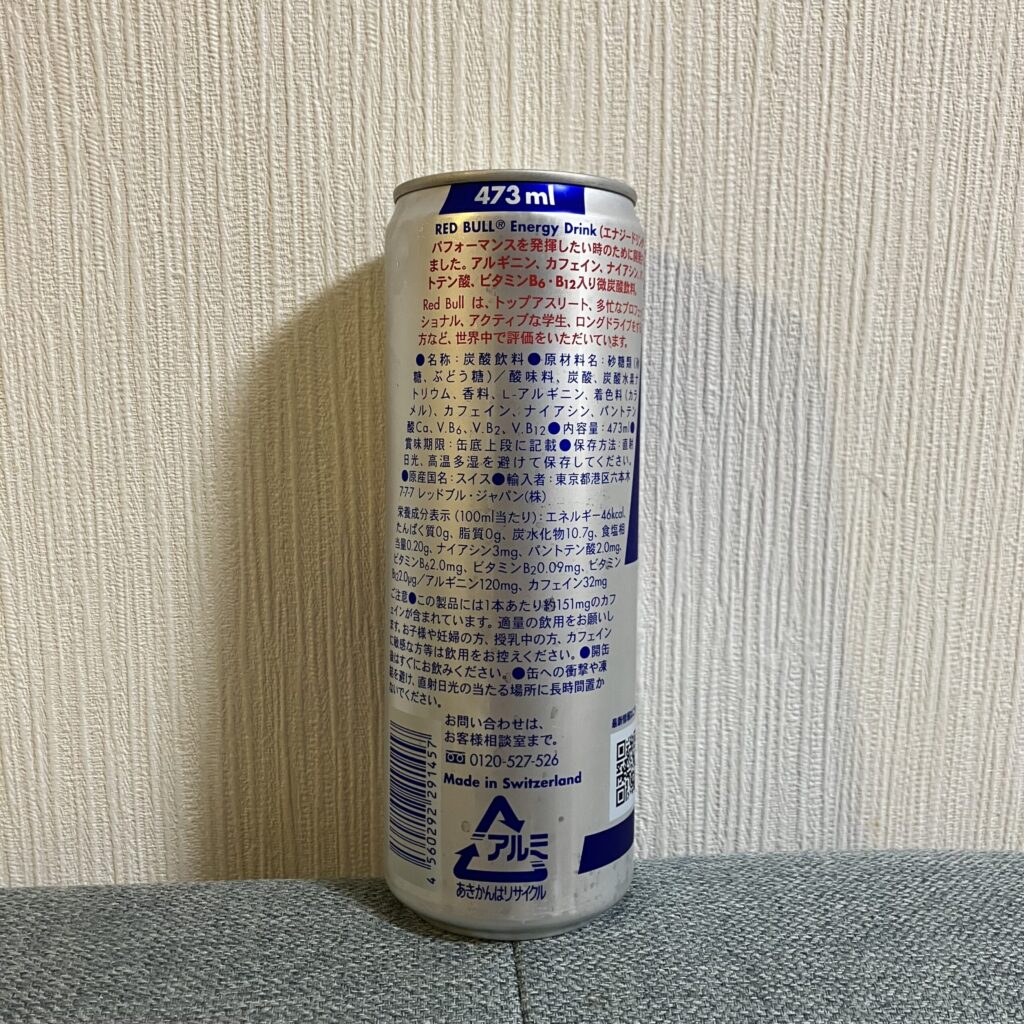 473 ml
RED BULL® Energy Drink (エナジードリンク
パフォーマンスを発揮したい時のために開発
ました。アルギニン、カフェイン、ナイアシン、
トテン酸、ビタミンB6・B12入り微炭酸飲料。
Red Bull は、トップアスリート、多忙なプロフェ
ショナル、アクティブな学生、ロングドライブをす
方など、世界中で評価をいただいています。
●名称：炭酸飲料●原材料名：砂糖類(
糖、ぶどう糖)／酸味料、炭酸、炭酸水素ナ
トリウム、香料、L-アルギニン、着色料(カラ
メル)、カフェイン、ナイアシン、パントテン
酸Ca、V.B6、V.B2、V.B12●内容量：473ml●
賞味期限：缶底上段に記載●保存方法：直射
日光、高温多湿を避けて保存してください。
●原産国名：スイス●輸入者：東京都港区六本木
7-7-7 レッドブル・ジャパン(株)
栄養成分表示 (100ml当たり)：エネルギー46kcal、
たんぱく質0g、脂質0g、炭水化物10.7g、食塩相
当量0.20g、ナイアシン3mg、パントテン酸2.0mg、
ビタミンB62.0mg、ビタミンB20.09mg、ビタミン
B122.0μg／アルギニン120mg、カフェイン32mg
ご注意●この製品には1本あたり約151mgのカフ
ェインが含まれています。適量の飲用をお願いし
ます。お子様や妊婦の方、授乳中の方、カフェイン
に敏感な方等は飲用をお控えください。●開缶
後はすぐにお飲みください。●缶への衝撃や凍
結を避け、直射日光の当たる場所に長時間置か
ないでください。
お問い合わせは、
お客様相談室まで。
0120-527-526
Made in Switzerland
アルミ
あきかんはリサイクル
4 560292 291457
最新情報は